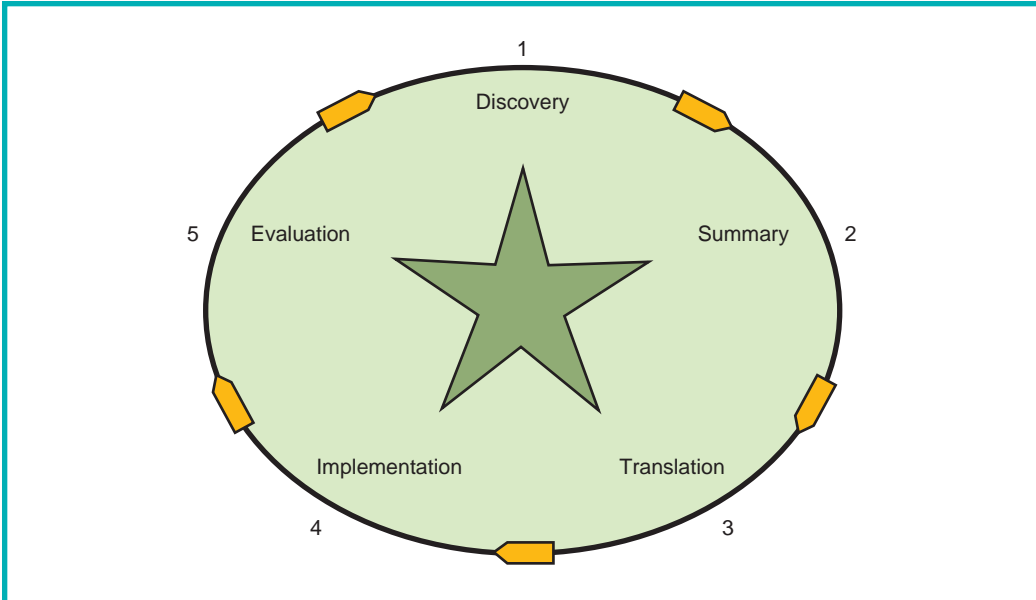 1
Discovery
5
Evaluation
Summary
2
Implementation
Translation
4
3